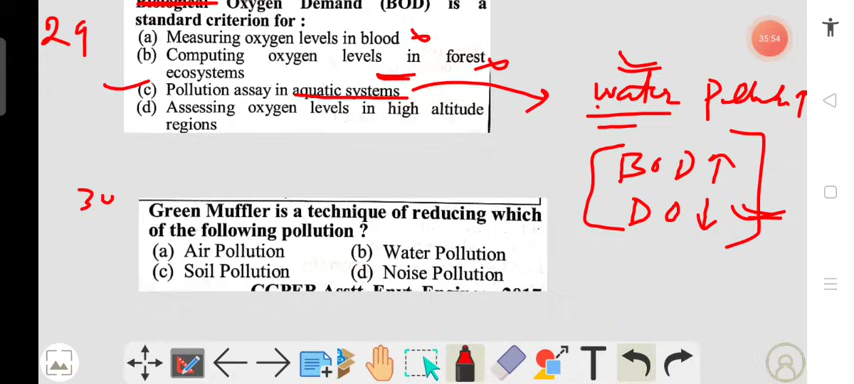 Biological Oxygen Demand (BOD) is a
29
standard criterion for :
(a) Measuring oxygen levels in blood
(b) Computing oxygen levels in forest
ecosystems
(c) Pollution assay in aquatic systems
(d) Assessing oxygen levels in high altitude
regions
water
BOD ↑
DO ↓
30
Green Muffler is a technique of reducing which
of the following pollution ?
(a) Air Pollution (b) Water Pollution
(c) Soil Pollution (d) Noise Pollution
35:54
T